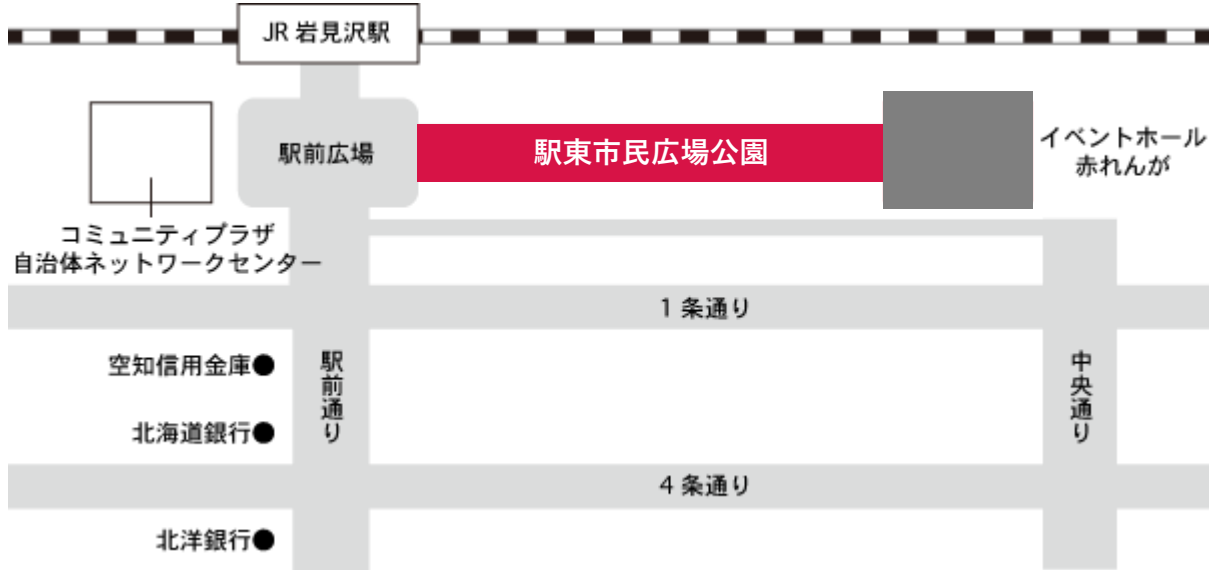 JR 岩見沢駅
駅前広場
駅東市民広場公園
イベントホール
赤れんが
コミュニティプラザ
自治体ネットワークセンター
1 条通り
空知信用金庫●
駅前通り
中央通り
北海道銀行●
4 条通り
北洋銀行●